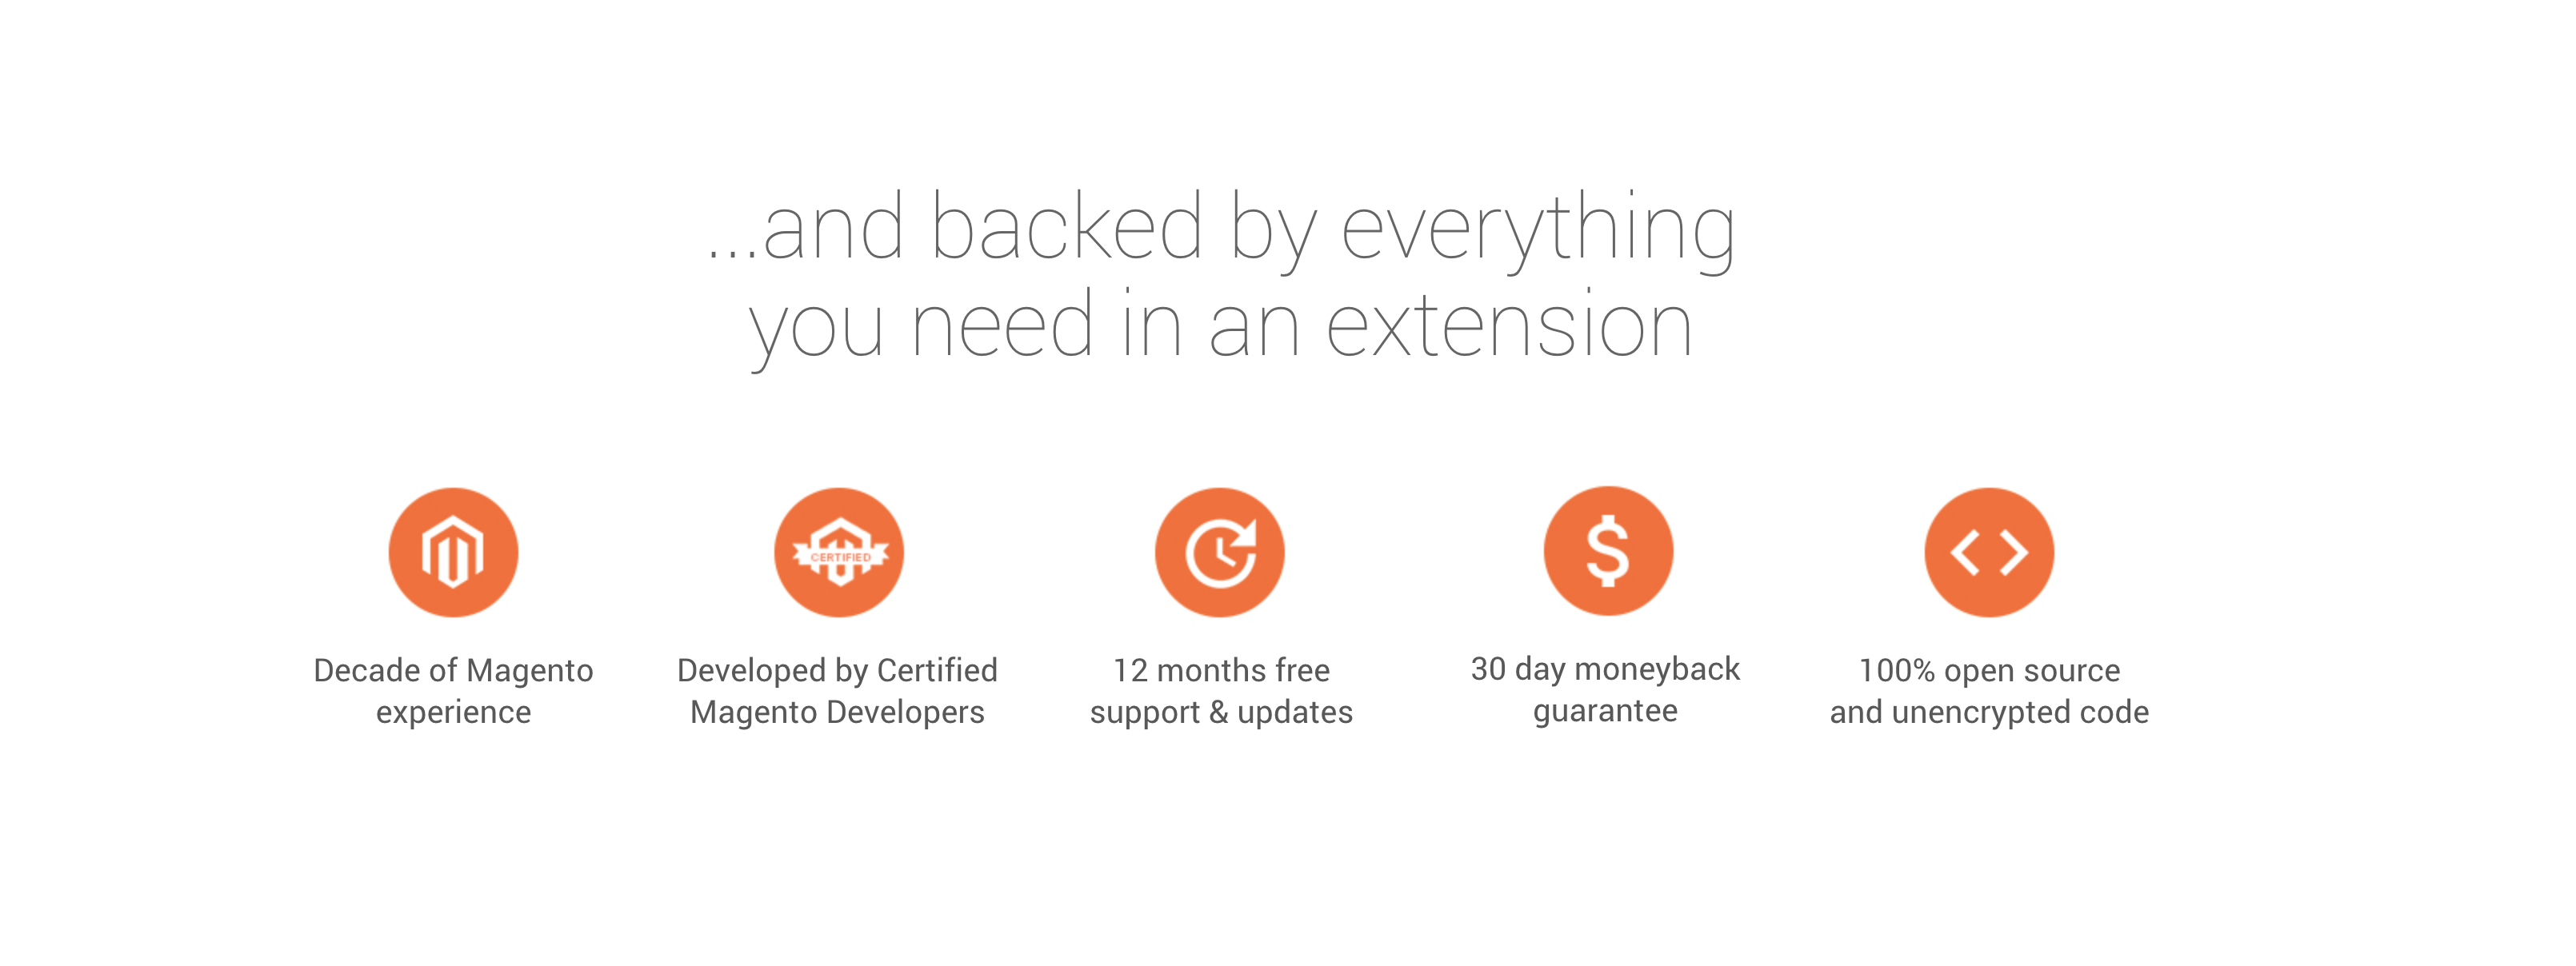 ...and backed by everything
you need in an extension
CERTIFIED
Decade of Magento
experience
Developed by Certified
Magento Developers
12 months free
support & updates
30 day moneyback
guarantee
100% open source
and unencrypted code